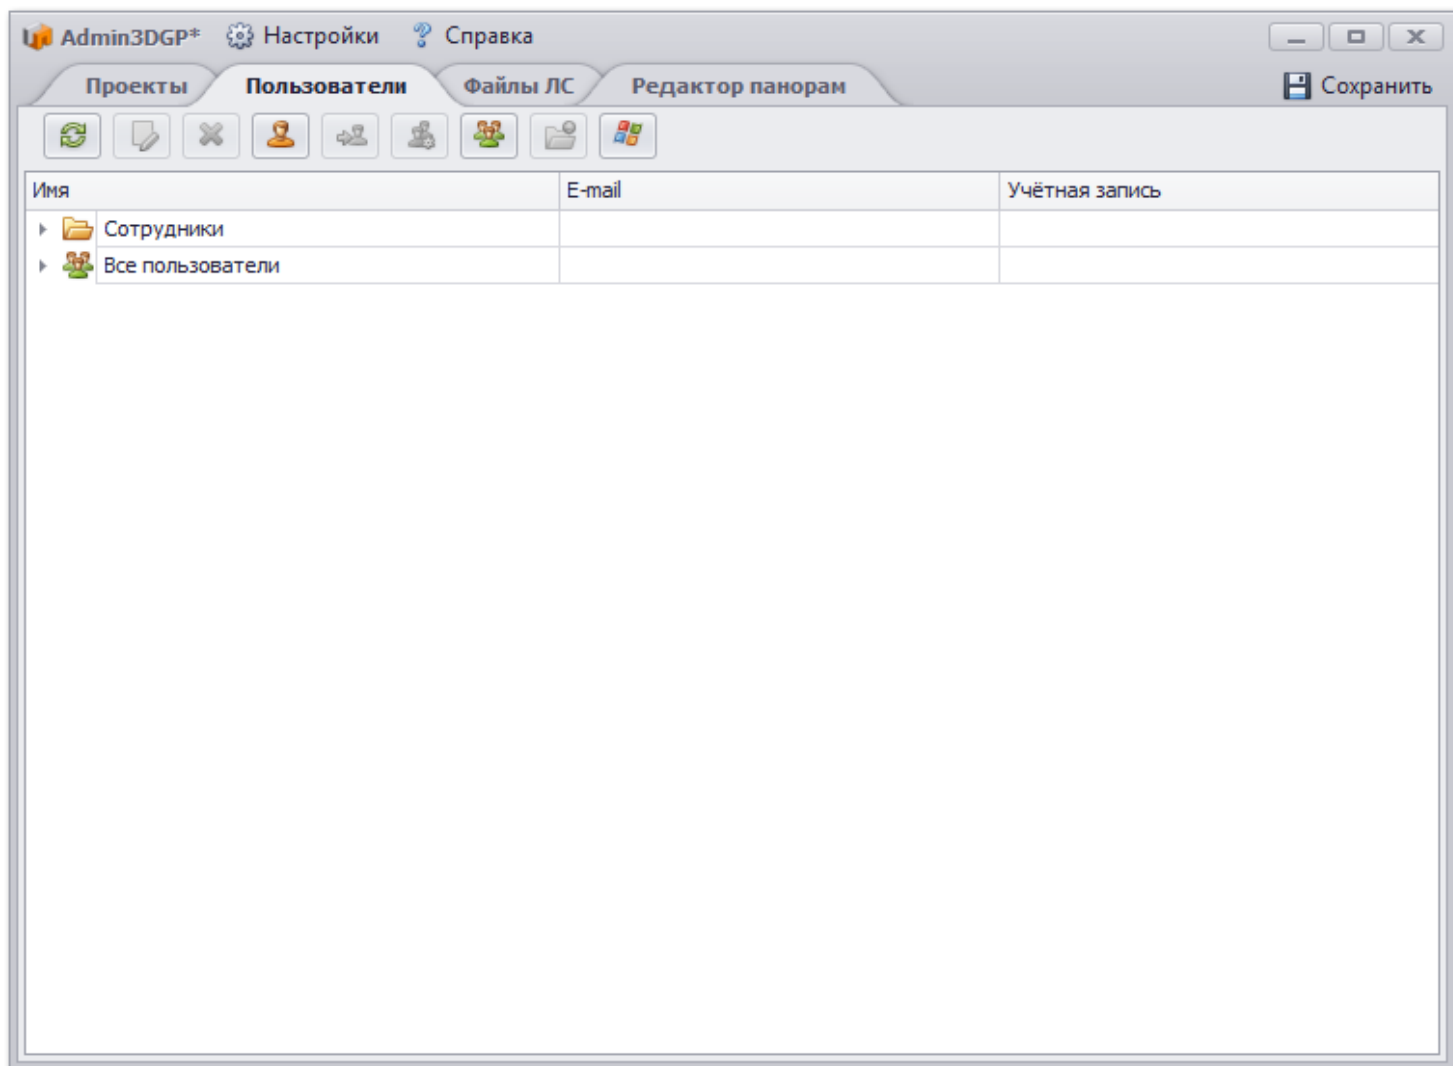 Admin3DGP* Настройки Справка
Проекты Пользователи Файлы ЛС Редактор панорам Сохранить
Имя E-mail Учётная запись
Сотрудники
Все пользователи